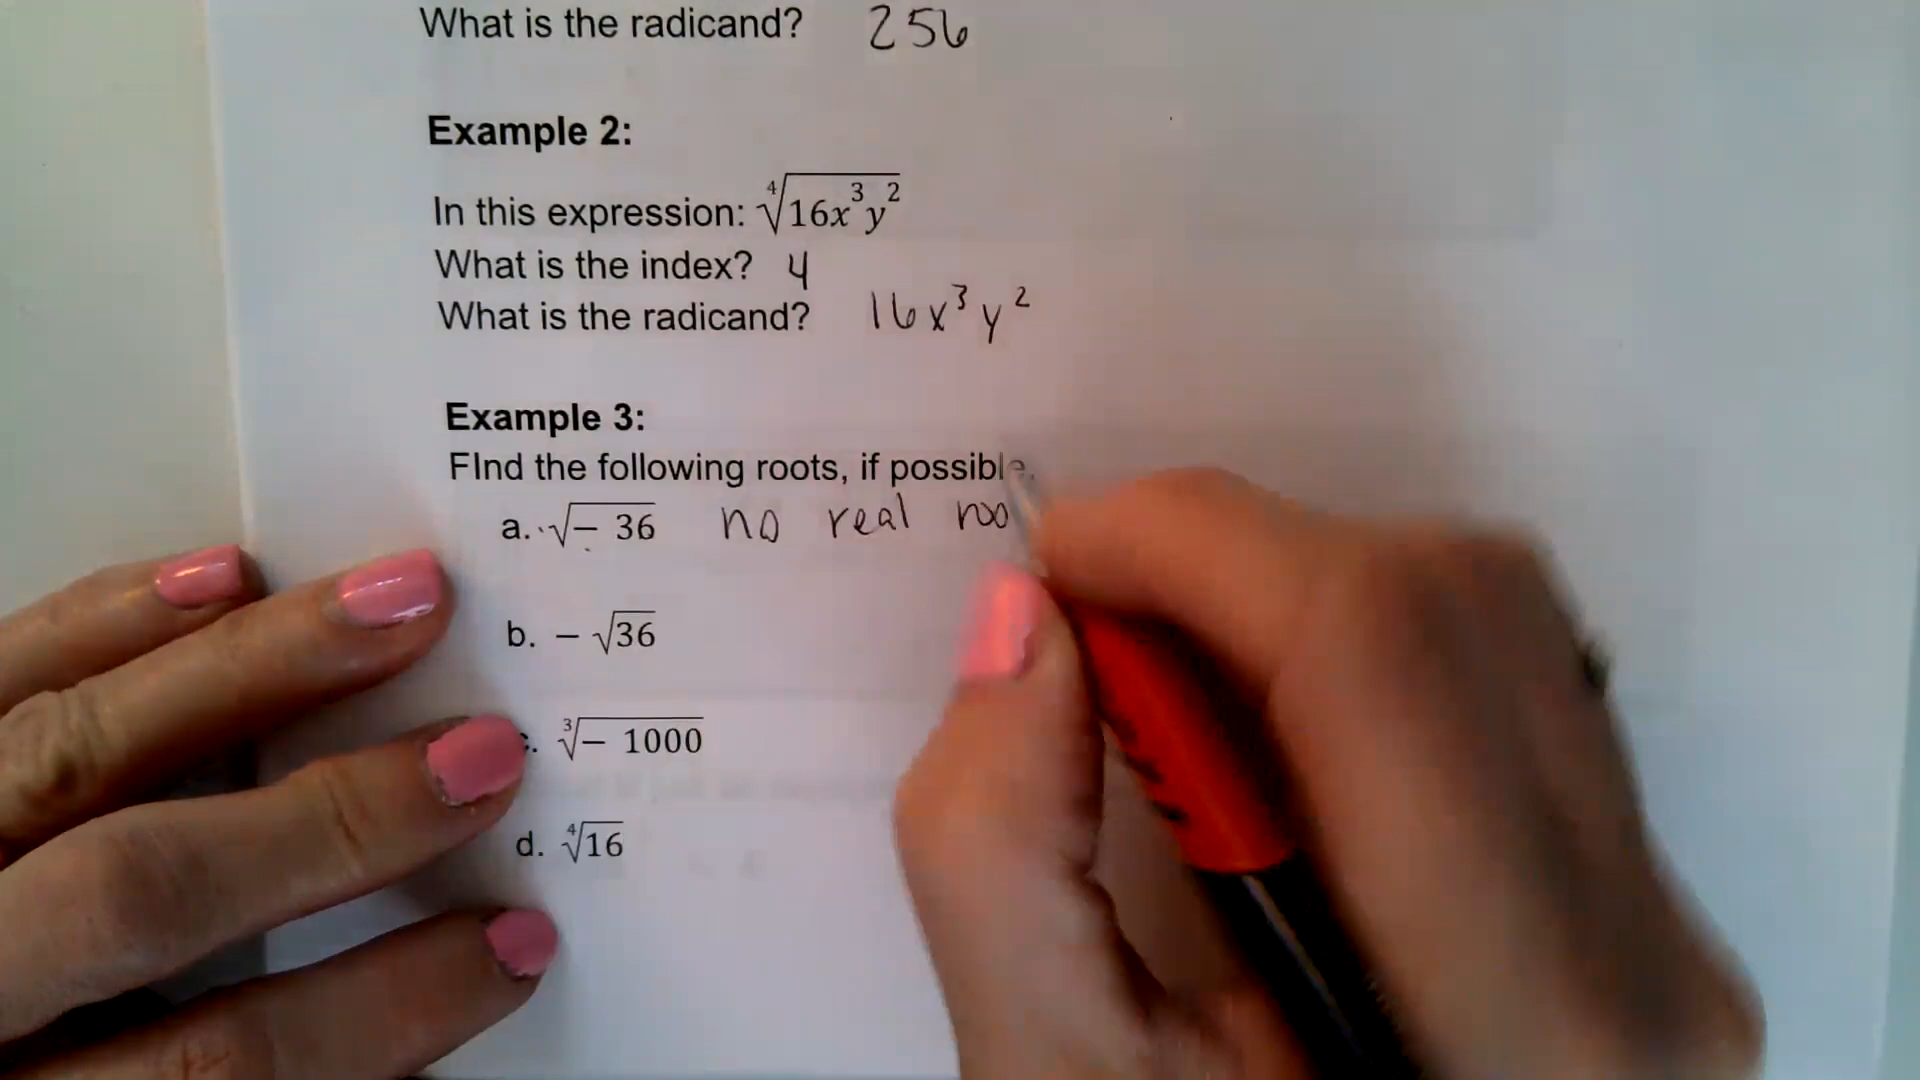 What is the radicand? 256
Example 2:
In this expression: ∜16x³y²
What is the index? 4
What is the radicand? 16x³y²
Example 3:
FInd the following roots, if possible.
a. √− 36 no real roo
b. − √36
c. ∛− 1000
d. ∜16